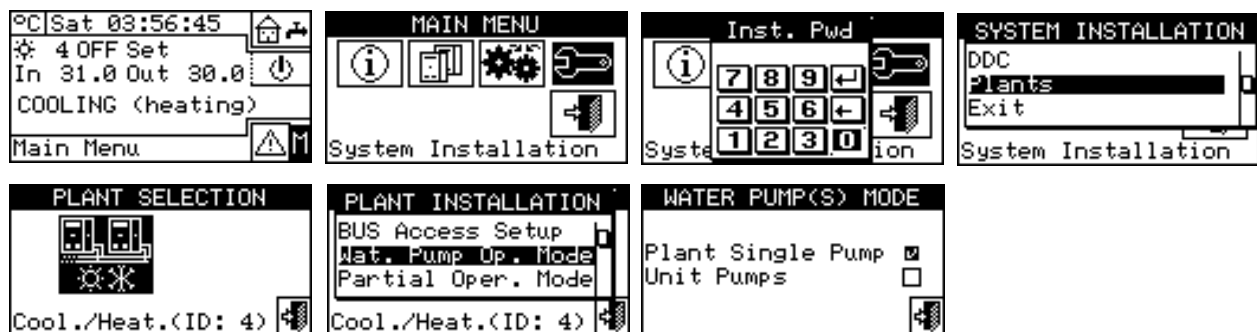 ºC Sat 03:56:45
4 OFF Set
In 31.0 Out 30.0
COOLING (heating)
Main Menu
M
MAIN MENU
i
System Installation
Inst. Pwd
i
7 8 9 ↵
4 5 6 ←
1 2 3 0
Syste
ion
SYSTEM INSTALLATION
DDC
Plants
Exit
System Installation
PLANT SELECTION
Cool./Heat.(ID: 4)
PLANT INSTALLATION
BUS Access Setup
Wat. Pump Op. Mode
Partial Oper. Mode
Cool./Heat.(ID: 4)
WATER PUMP(S) MODE
Plant Single Pump
Unit Pumps